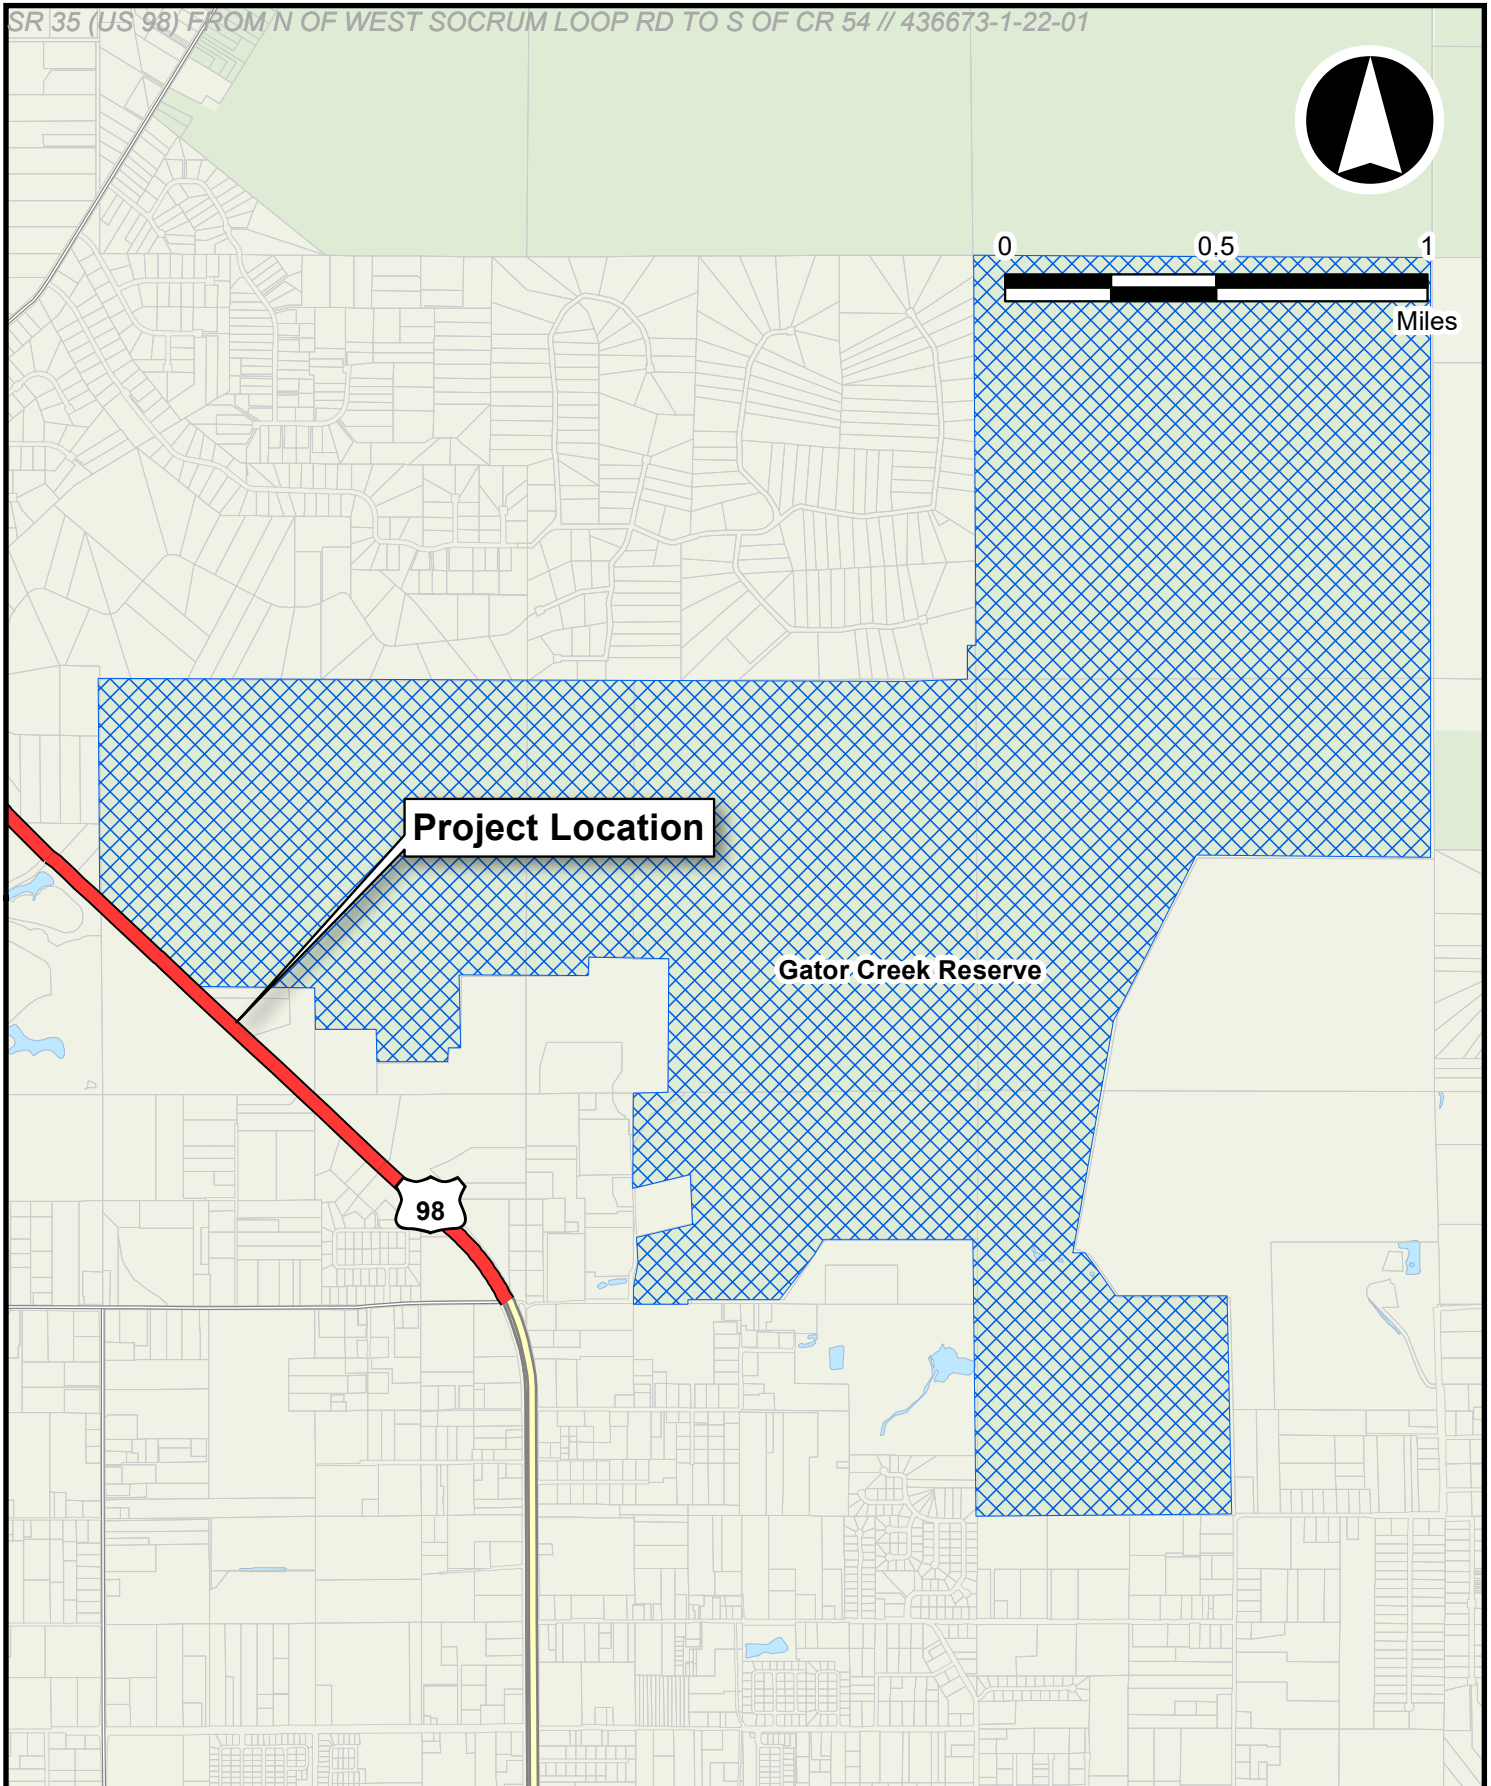 SR 35 (US 98) FROM N OF WEST SOCRUM LOOP RD TO S OF CR 54 // 436673-1-22-01
0 0.5 1
Miles
Project Location
Gator Creek Reserve
98